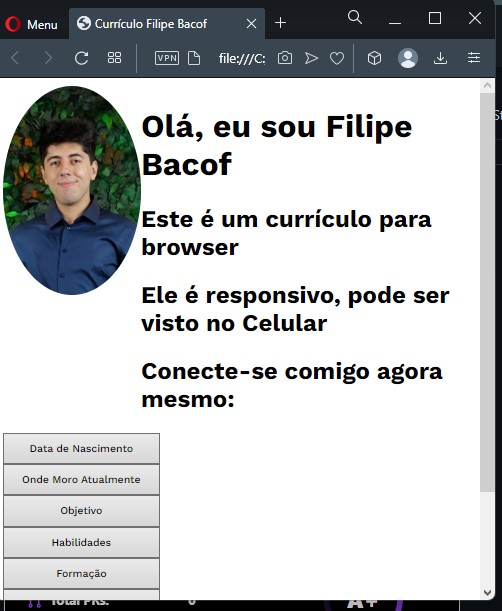 Menu
Currículo Filipe Bacof
VPN
file:///C:
Olá, eu sou Filipe
Bacof
Este é um currículo para
browser
Ele é responsivo, pode ser
visto no Celular
Conecte-se comigo agora
mesmo:
Data de Nascimento
Onde Moro Atualmente
Objetivo
Habilidades
Formação
Total PRs:
A+